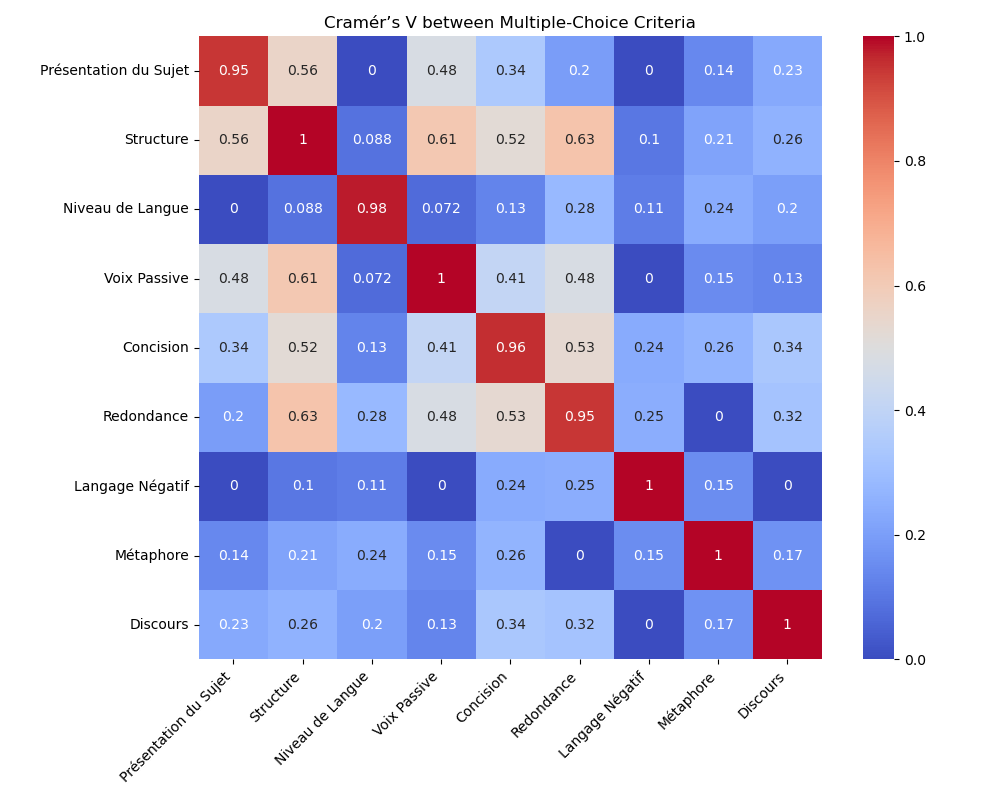 Cramér’s V between Multiple-Choice Criteria
Présentation du Sujet 0.95 0.56 0 0.48 0.34 0.2 0 0.14 0.23
Structure 0.56 1 0.088 0.61 0.52 0.63 0.1 0.21 0.26
Niveau de Langue 0 0.088 0.98 0.072 0.13 0.28 0.11 0.24 0.2
Voix Passive 0.48 0.61 0.072 1 0.41 0.48 0 0.15 0.13
Concision 0.34 0.52 0.13 0.41 0.96 0.53 0.24 0.26 0.34
Redondance 0.2 0.63 0.28 0.48 0.53 0.95 0.25 0 0.32
Langage Négatif 0 0.1 0.11 0 0.24 0.25 1 0.15 0
Métaphore 0.14 0.21 0.24 0.15 0.26 0 0.15 1 0.17
Discours 0.23 0.26 0.2 0.13 0.34 0.32 0 0.17 1
Présentation du Sujet
Structure
Niveau de Langue
Voix Passive
Concision
Redondance
Langage Négatif
Métaphore
Discours
1.0
0.8
0.6
0.4
0.2
0.0